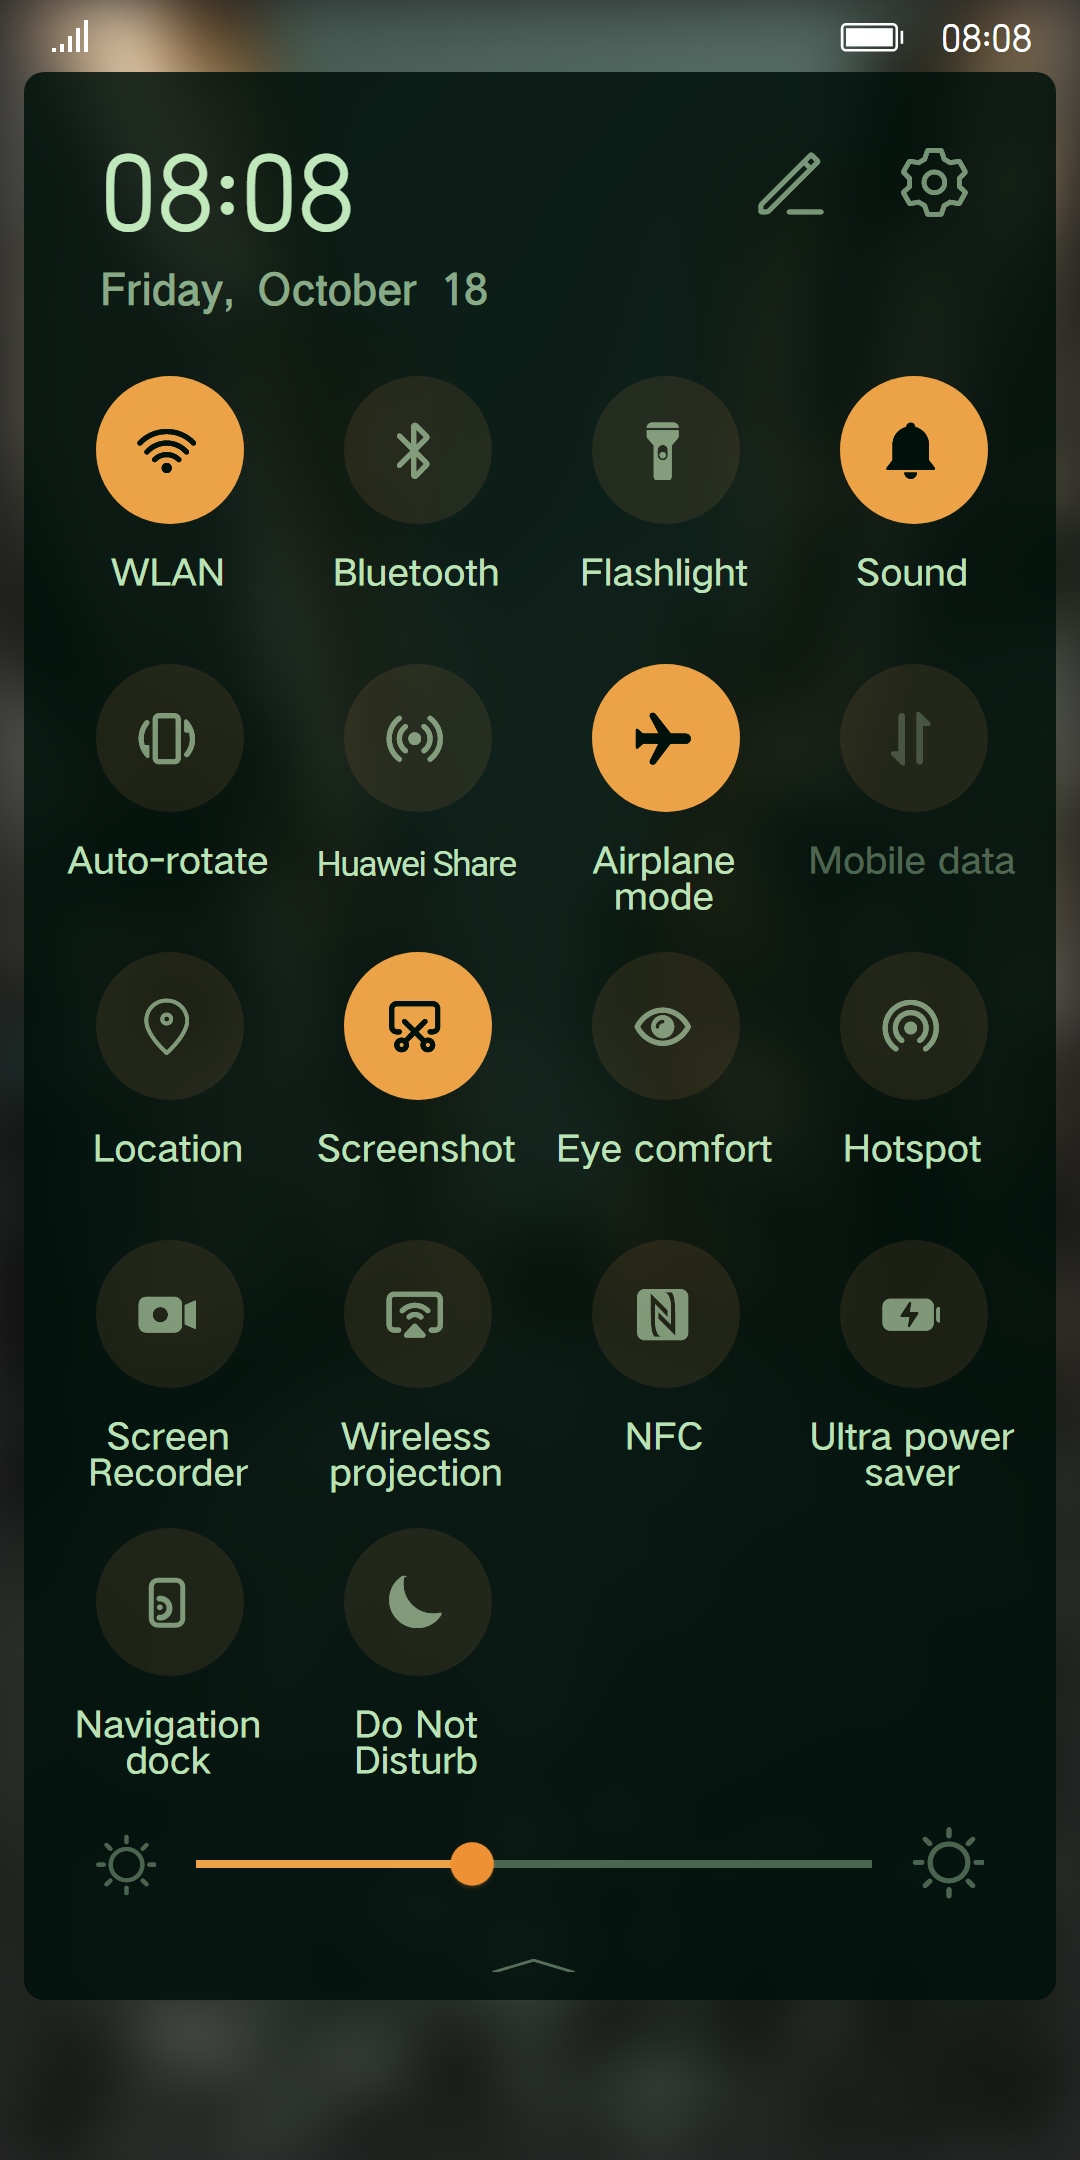 08:08
08:08
Friday, October 18
WLAN
Bluetooth
Flashlight
Sound
Auto-rotate
Huawei Share
Airplane
mode
Mobile data
Location
Screenshot
Eye comfort
Hotspot
Screen
Recorder
Wireless
projection
NFC
Ultra power
saver
Navigation
dock
Do Not
Disturb